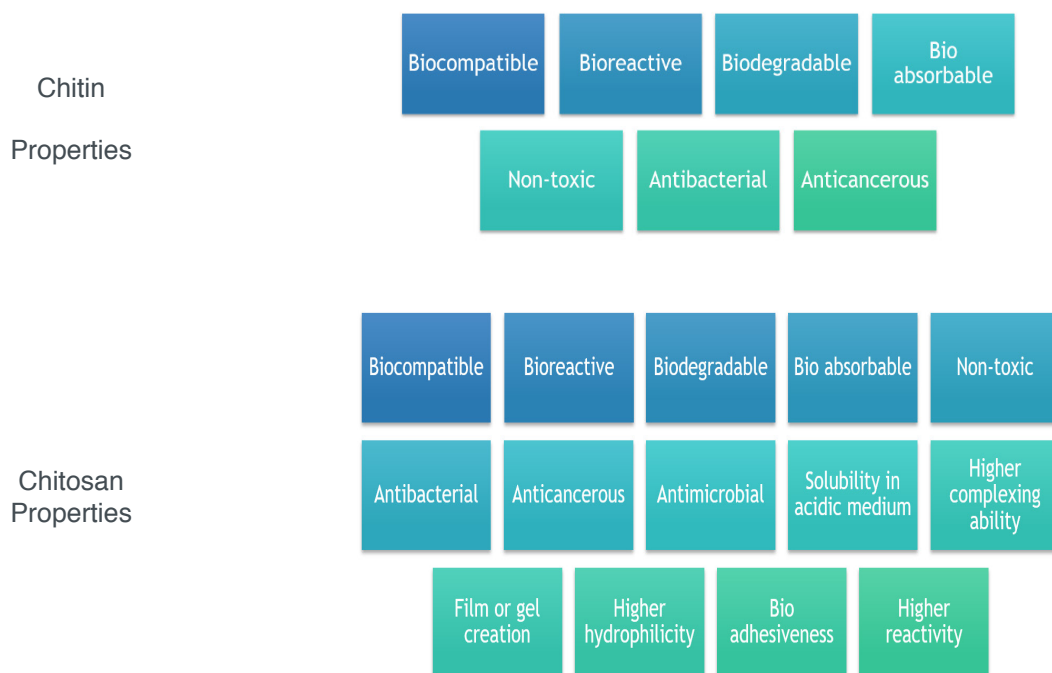 Chitin
Properties
Biocompatible
Bioreactive
Biodegradable
Bio
absorbable
Non-toxic
Antibacterial
Anticancerous
Chitosan
Properties
Biocompatible
Bioreactive
Biodegradable
Bio absorbable
Non-toxic
Antibacterial
Anticancerous
Antimicrobial
Solubility in
acidic medium
Higher
complexing
ability
Film or gel
creation
Higher
hydrophilicity
Bio
adhesiveness
Higher
reactivity